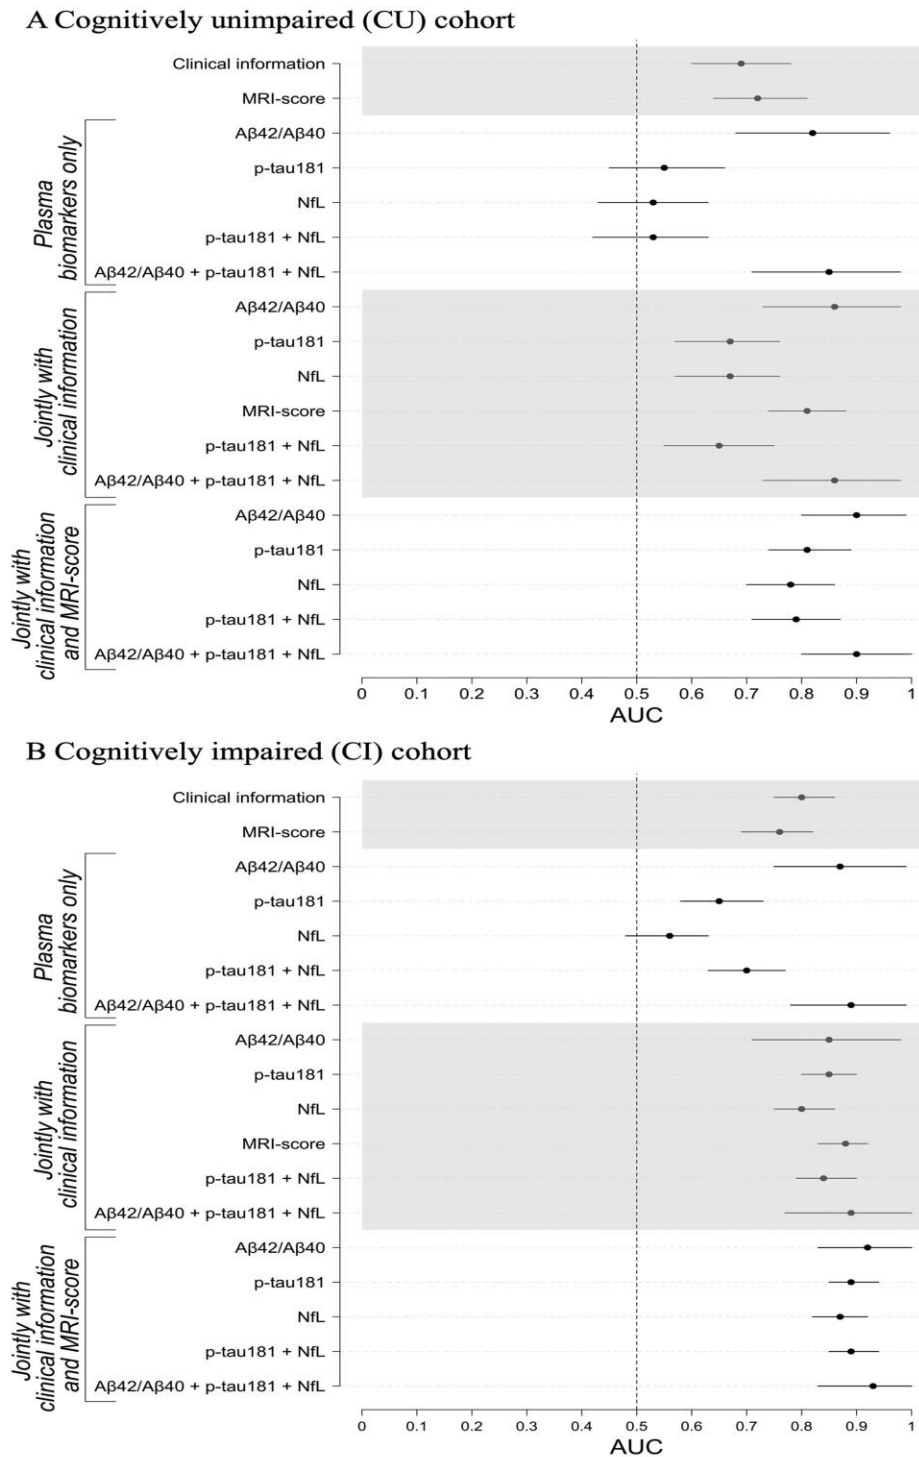 A Cognitively unimpaired (CU) cohort
Clinical information
MRI-score
Plasma
biomarkers only
Aβ42/Aβ40
p-tau181
NfL
p-tau181 + NfL
Aβ42/Aβ40 + p-tau181 + NfL
Jointly with
clinical information
Aβ42/Aβ40
p-tau181
NfL
MRI-score
p-tau181 + NfL
Aβ42/Aβ40 + p-tau181 + NfL
Jointly with
clinical information
and MRI-score
Aβ42/Aβ40
p-tau181
NfL
p-tau181 + NfL
Aβ42/Aβ40 + p-tau181 + NfL
0 0.1 0.2 0.3 0.4 0.5 0.6 0.7 0.8 0.9 1
AUC
B Cognitively impaired (CI) cohort
Clinical information
MRI-score
Plasma
biomarkers only
Aβ42/Aβ40
p-tau181
NfL
p-tau181 + NfL
Aβ42/Aβ40 + p-tau181 + NfL
Jointly with
clinical information
Aβ42/Aβ40
p-tau181
NfL
MRI-score
p-tau181 + NfL
Aβ42/Aβ40 + p-tau181 + NfL
Jointly with
clinical information
and MRI-score
Aβ42/Aβ40
p-tau181
NfL
p-tau181 + NfL
Aβ42/Aβ40 + p-tau181 + NfL
0 0.1 0.2 0.3 0.4 0.5 0.6 0.7 0.8 0.9 1
AUC